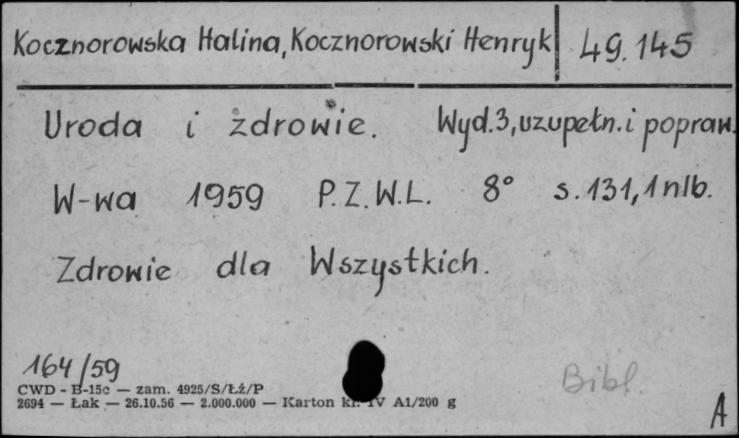 Kocznorowska Halina, Kocznorowski Henryk 49.145
Uroda i zdrowie. Wyd.3, uzupełn. i popraw.
W-wa 1959 P.Z.W.L. 8° s.131, 1 nlb.
Zdrowie dla Wszystkich.
164/59
CWD - B-15c — zam. 4925/S/Łż/P
2694 — Łak — 26.10.56 — 2.000.000 — Karton kl. IV A1/200 g
Bibl.
A